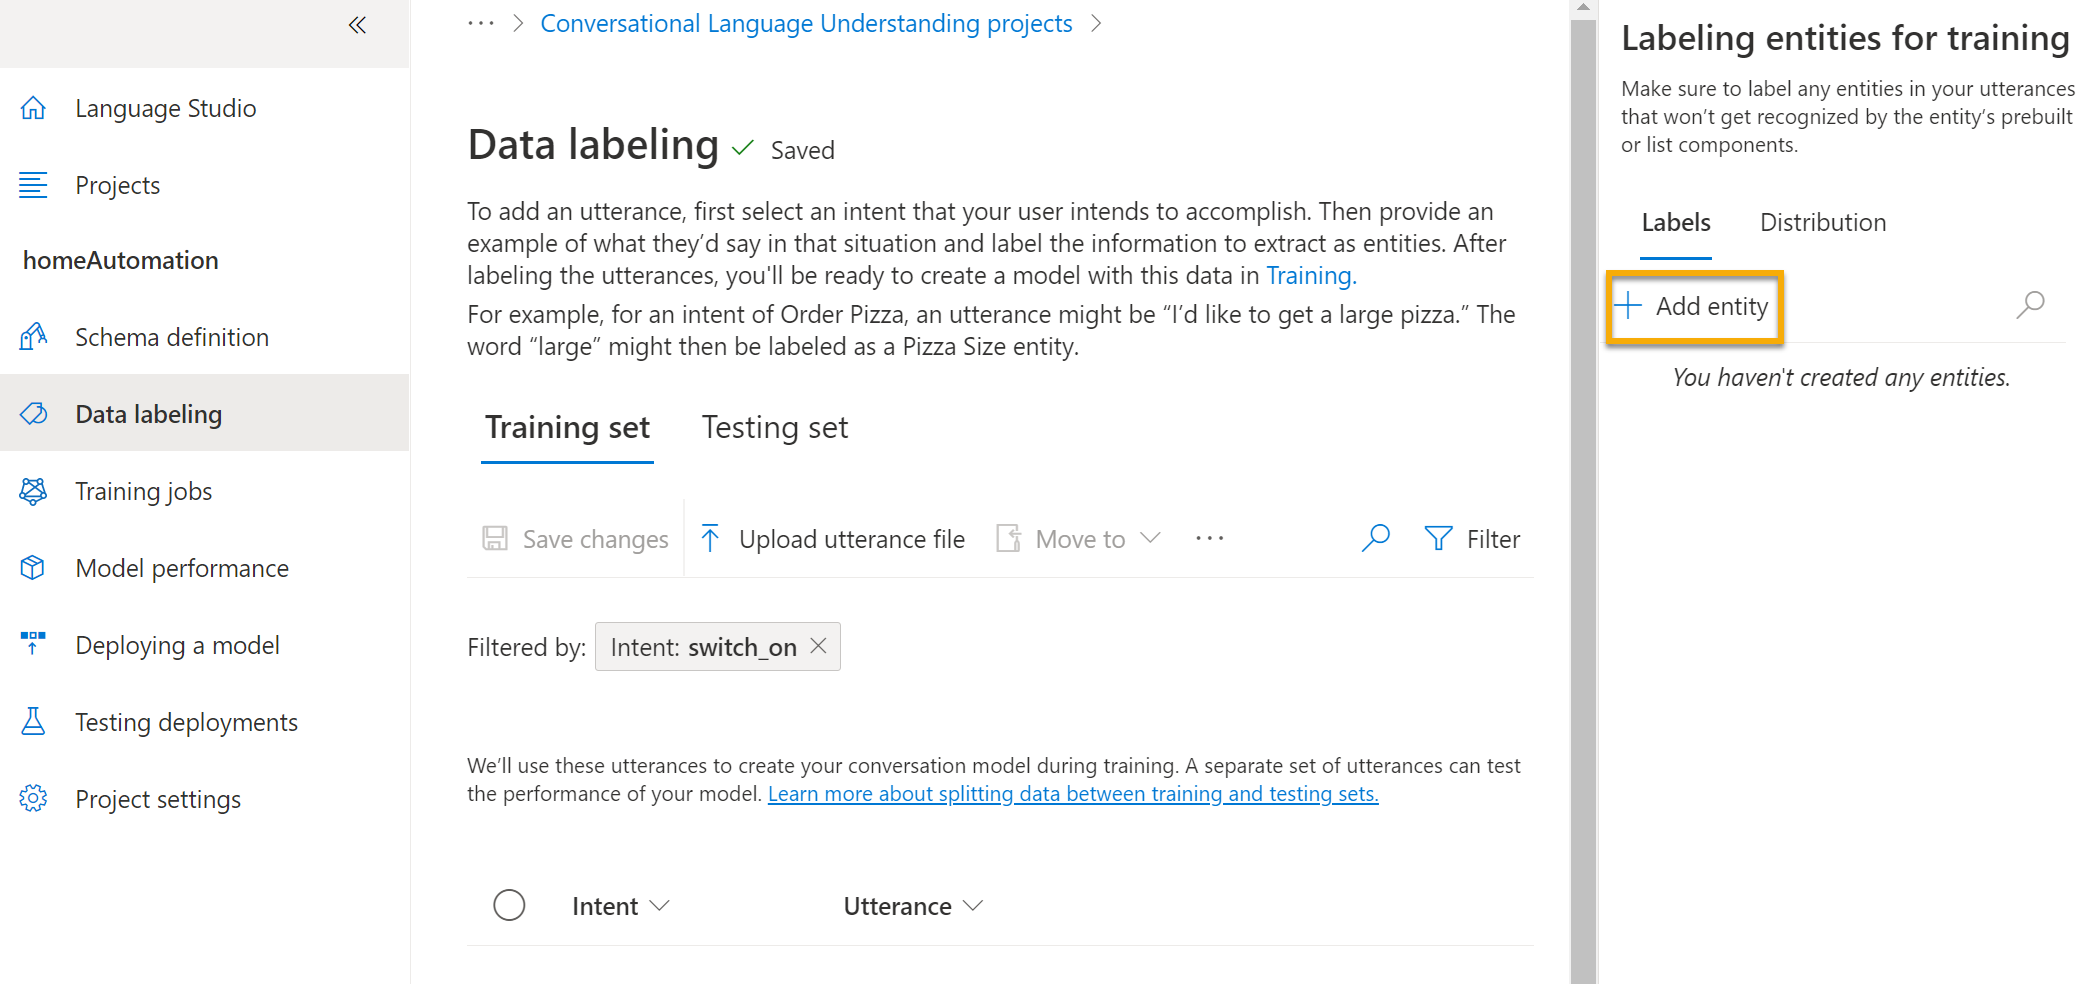 ··· > Conversational Language Understanding projects >
Language Studio
Projects
homeAutomation
Schema definition
Data labeling
Training jobs
Model performance
Deploying a model
Testing deployments
Project settings
Data labeling Saved
To add an utterance, first select an intent that your user intends to accomplish. Then provide an
example of what they’d say in that situation and label the information to extract as entities. After
labeling the utterances, you'll be ready to create a model with this data in Training.
For example, for an intent of Order Pizza, an utterance might be “I’d like to get a large pizza.” The
word “large” might then be labeled as a Pizza Size entity.
Training set Testing set
Save changes Upload utterance file Move to ··· Filter
Filtered by: Intent: switch_on
We’ll use these utterances to create your conversation model during training. A separate set of utterances can test
the performance of your model. Learn more about splitting data between training and testing sets.
Intent Utterance
Labeling entities for training
Make sure to label any entities in your utterances
that won’t get recognized by the entity’s prebuilt
or list components.
Labels Distribution
Add entity
You haven't created any entities.